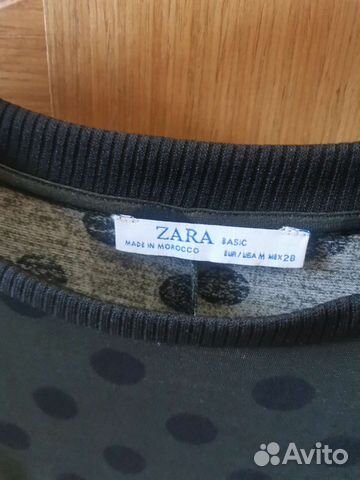 ZARA BASIC
MADE IN MOROCCO
EUR/USA M MEX 28
Avito